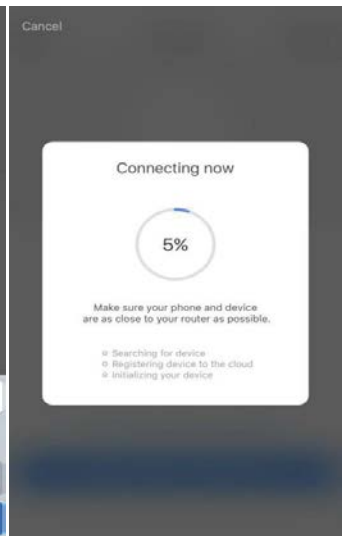 Cancel
Connecting now
5%
Make sure your phone and device
are as close to your router as possible.
Searching for device
Registering device to the cloud
Initializing your device